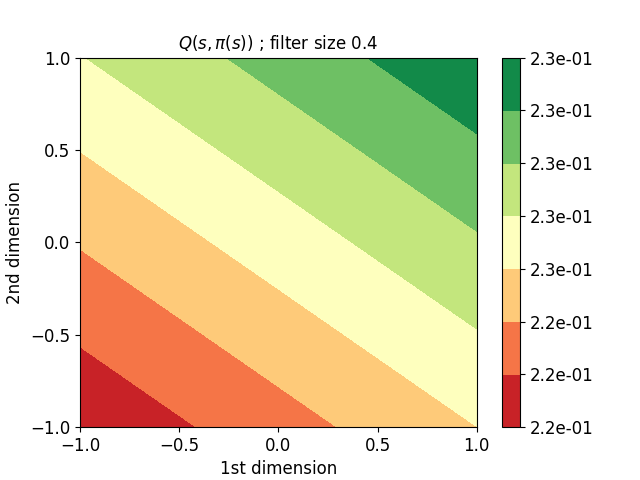 Q(s, π(s)) ; filter size 0.4
1.0
0.5
0.0
−0.5
−1.0
2nd dimension
−1.0 −0.5 0.0 0.5 1.0
1st dimension
2.3e-01
2.3e-01
2.3e-01
2.3e-01
2.3e-01
2.2e-01
2.2e-01
2.2e-01